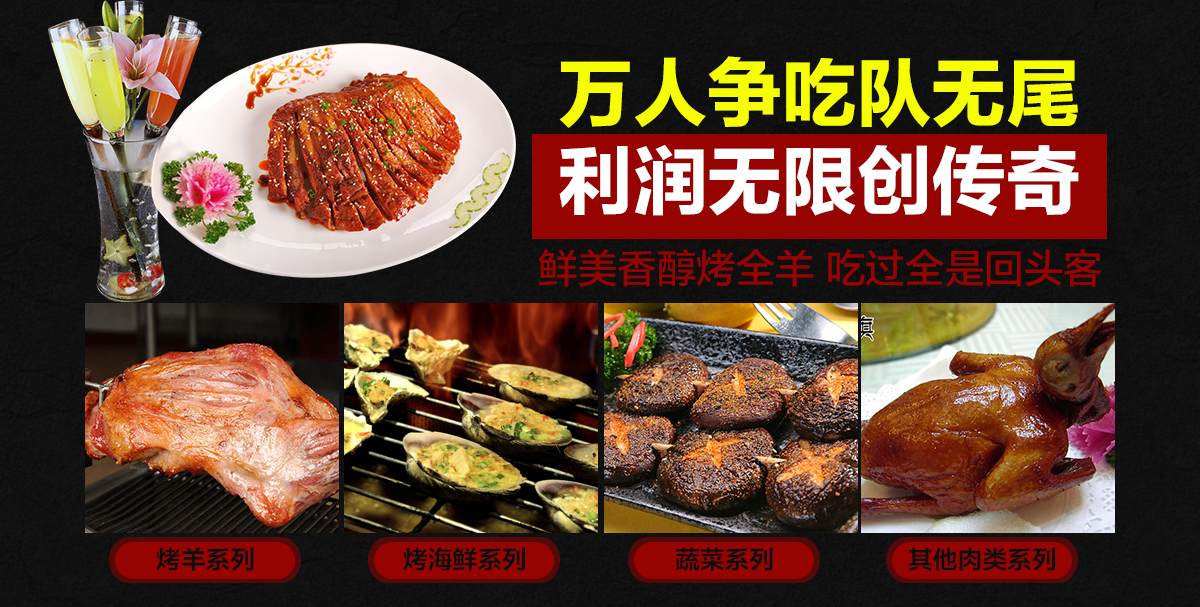 万人争吃队无尾
利润无限创传奇
鲜美香醇烤全羊 吃过全是回头客
烤羊系列
烤海鲜系列
蔬菜系列
其他肉类系列